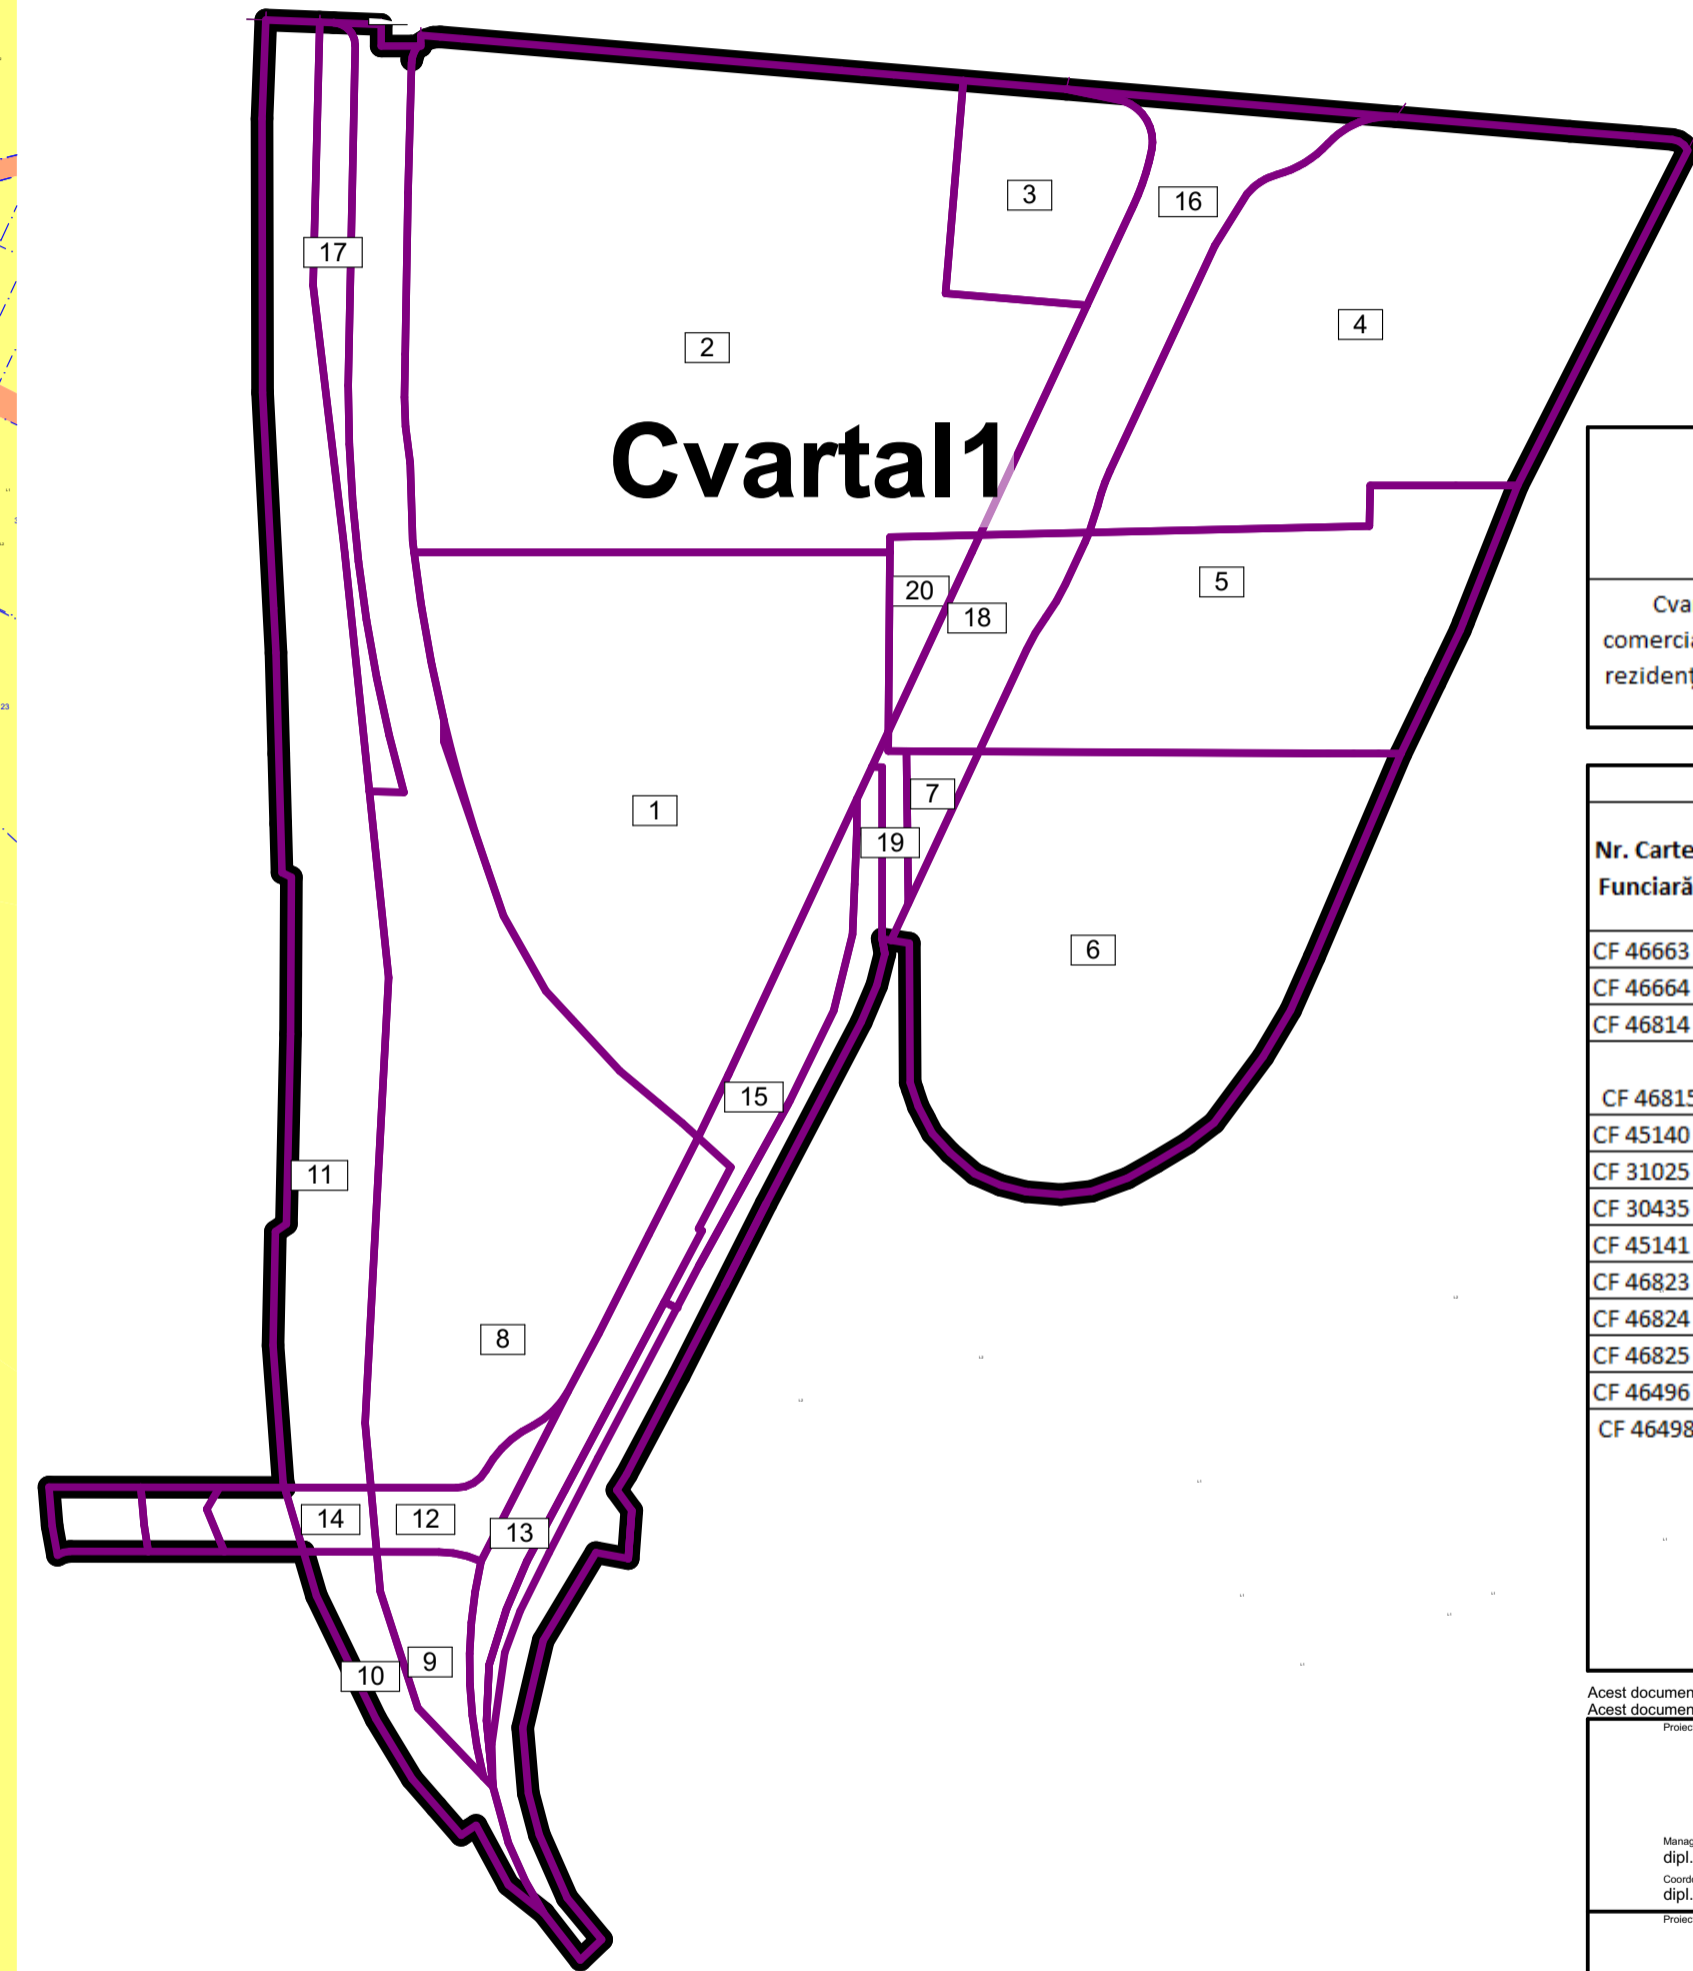 3
16
17
4
2
Cvartal1
5
20
18
1
7
19
6
15
11
8
14
12
13
9
10
23
Cva
comercia
rezidenț
Nr. Carte
Funciară
CF 46663
CF 46664
CF 46814
CF 46815
CF 45140
CF 31025
CF 30435
CF 45141
CF 46823
CF 46824
CF 46825
CF 46496
CF 46498
Acest documen
Acest documen
Proiec
Manag
dipl.
Coord
dipl.
Proiec